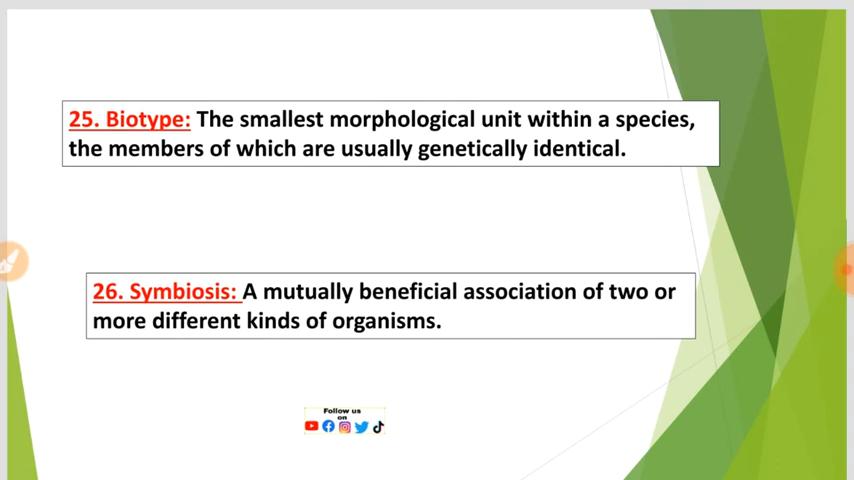 25. Biotype: The smallest morphological unit within a species,
the members of which are usually genetically identical.
26. Symbiosis: A mutually beneficial association of two or
more different kinds of organisms.
Follow us
on